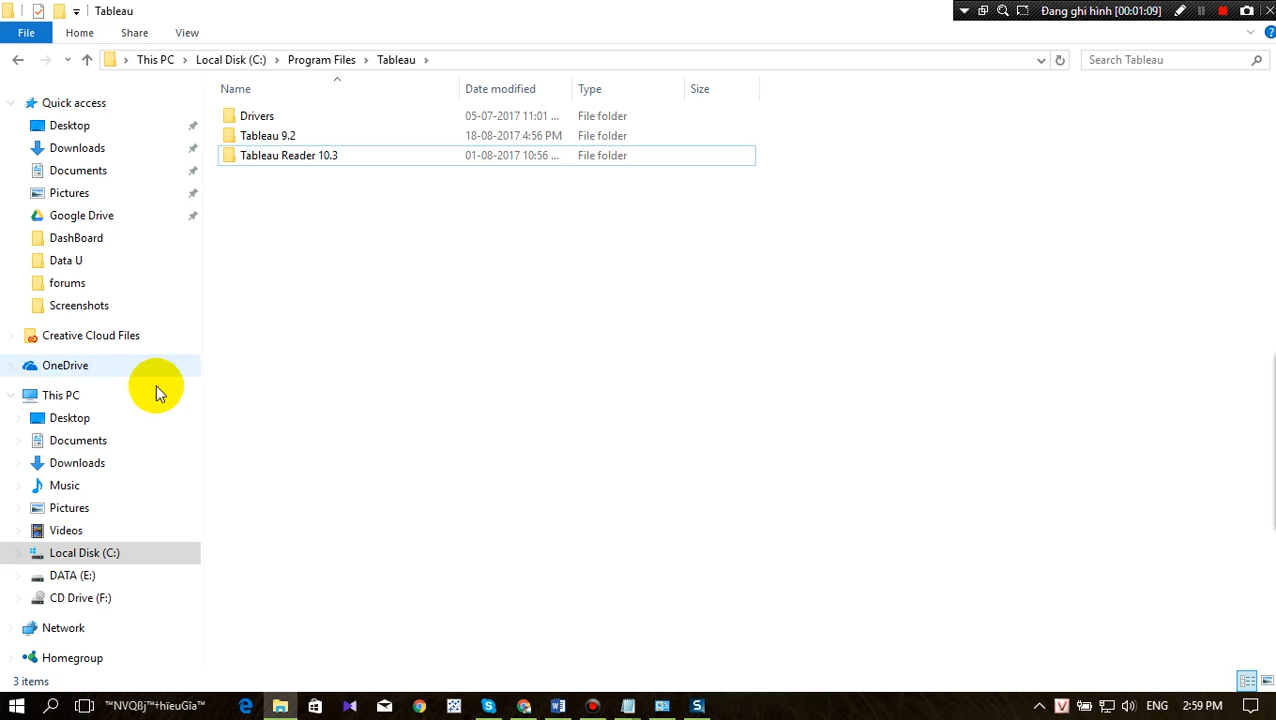 Tableau
Đang ghi hình [00:01:09]
File Home Share View
This PC Local Disk (C:) Program Files Tableau
Search Tableau
Name Date modified Type Size
Drivers 05-07-2017 11:01 ... File folder
Tableau 9.2 18-08-2017 4:56 PM File folder
Tableau Reader 10.3 01-08-2017 10:56 ... File folder
Quick access
Desktop
Downloads
Documents
Pictures
Google Drive
DashBoard
Data U
forums
Screenshots
Creative Cloud Files
OneDrive
This PC
Desktop
Documents
Downloads
Music
Pictures
Videos
Local Disk (C:)
DATA (E:)
CD Drive (F:)
Network
Homegroup
3 items
ENG 2:59 PM